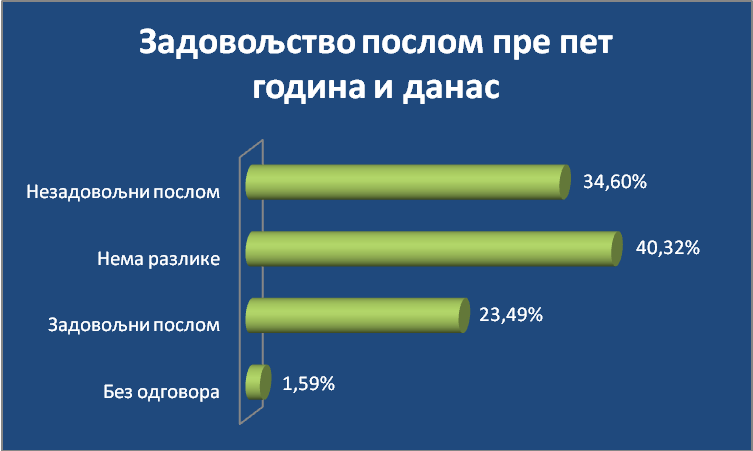 Задовољство послом пре пет
година и данас
Незадовољни послом
34,60%
Нема разлике
40,32%
Задовољни послом
23,49%
Без одговора
1,59%